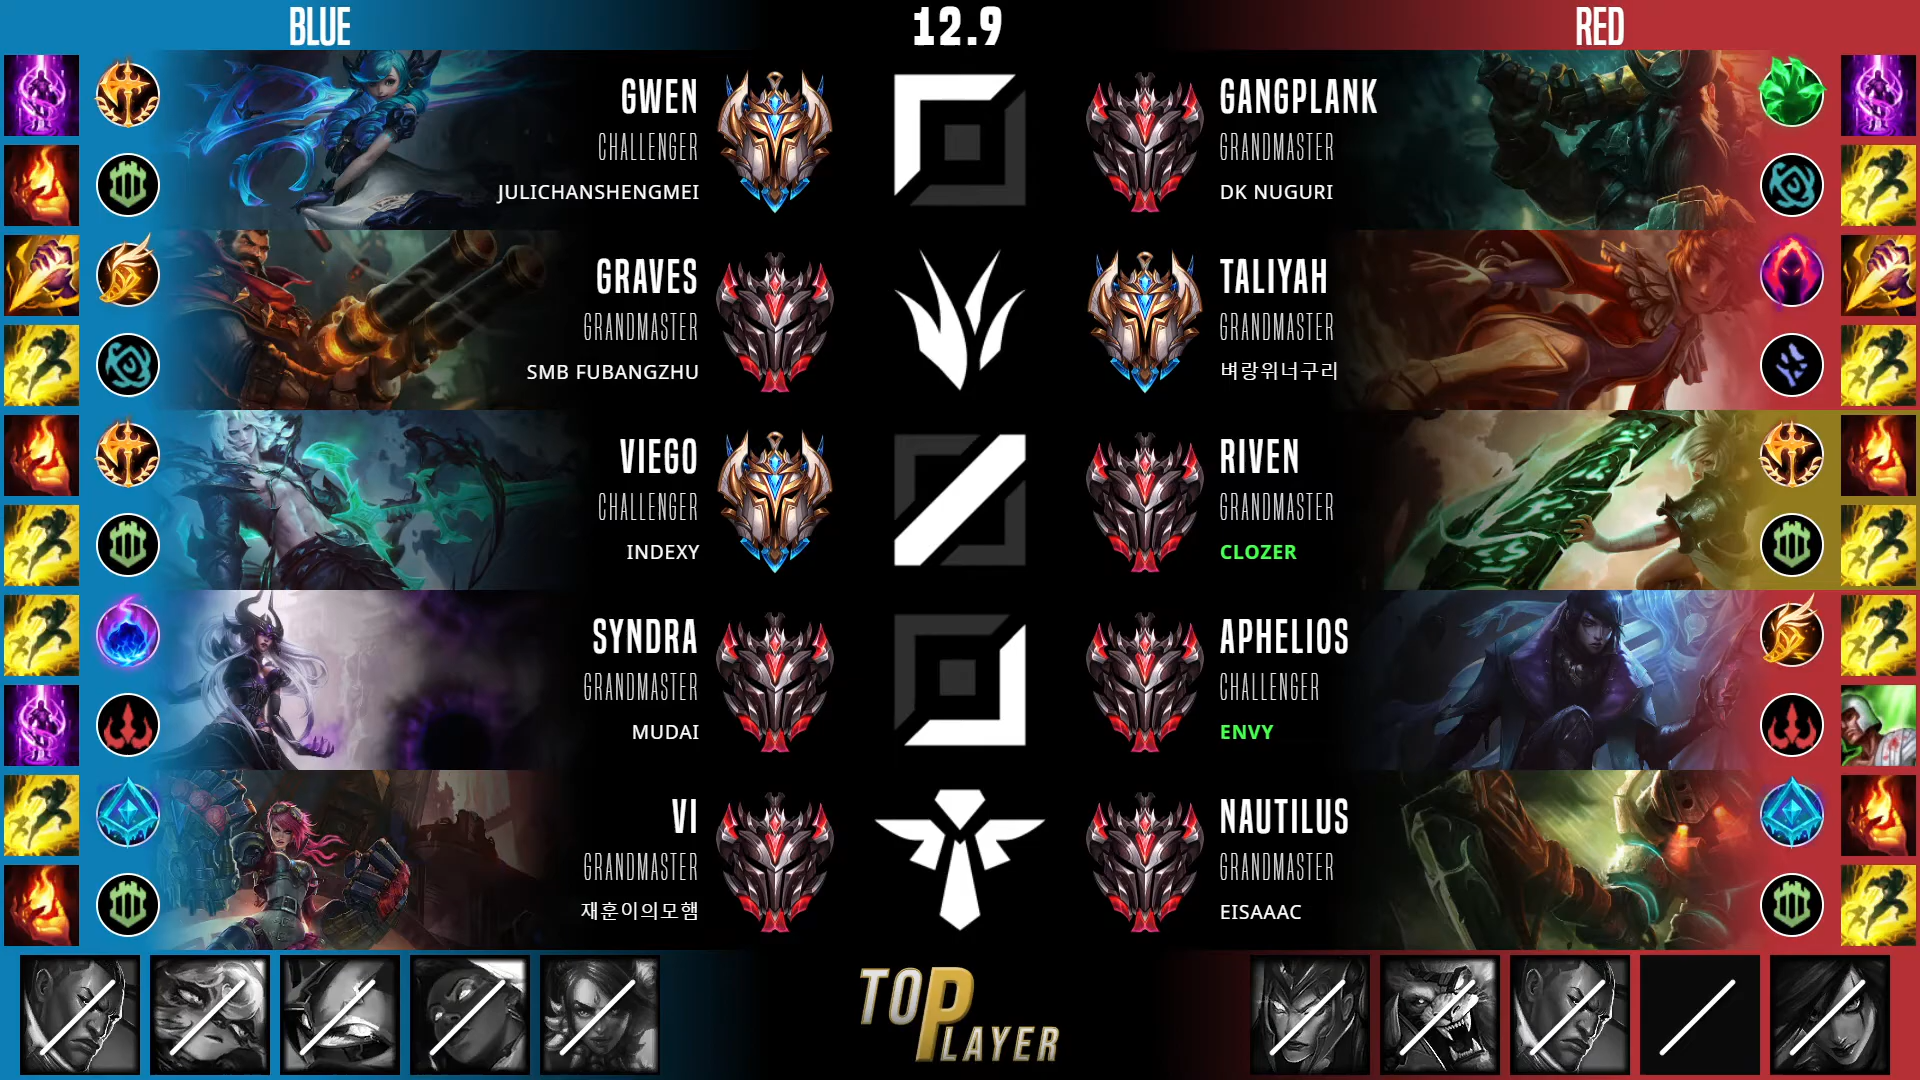 BLUE
12.9
RED
GWEN
CHALLENGER
JULICHANSHENGMEI
GANGPLANK
GRANDMASTER
DK NUGURI
GRAVES
GRANDMASTER
SMB FUBANGZHU
TALIYAH
GRANDMASTER
벼랑위너구리
VIEGO
CHALLENGER
INDEXY
RIVEN
GRANDMASTER
CLOZER
SYNDRA
GRANDMASTER
MUDAI
APHELIOS
CHALLENGER
ENVY
VI
GRANDMASTER
재훈이의모햄
NAUTILUS
GRANDMASTER
EISAAAC
TOP
PLAYER